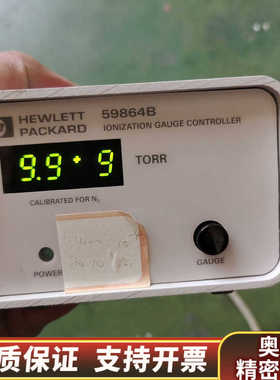 hp
HEWLETT
PACKARD
59864B
IONIZATION GAUGE CONTROLLER
9.9 + 9
TORR
CALIBRATED FOR N₂
POWER
GAUGE
质保证 支持开票
奥
精密